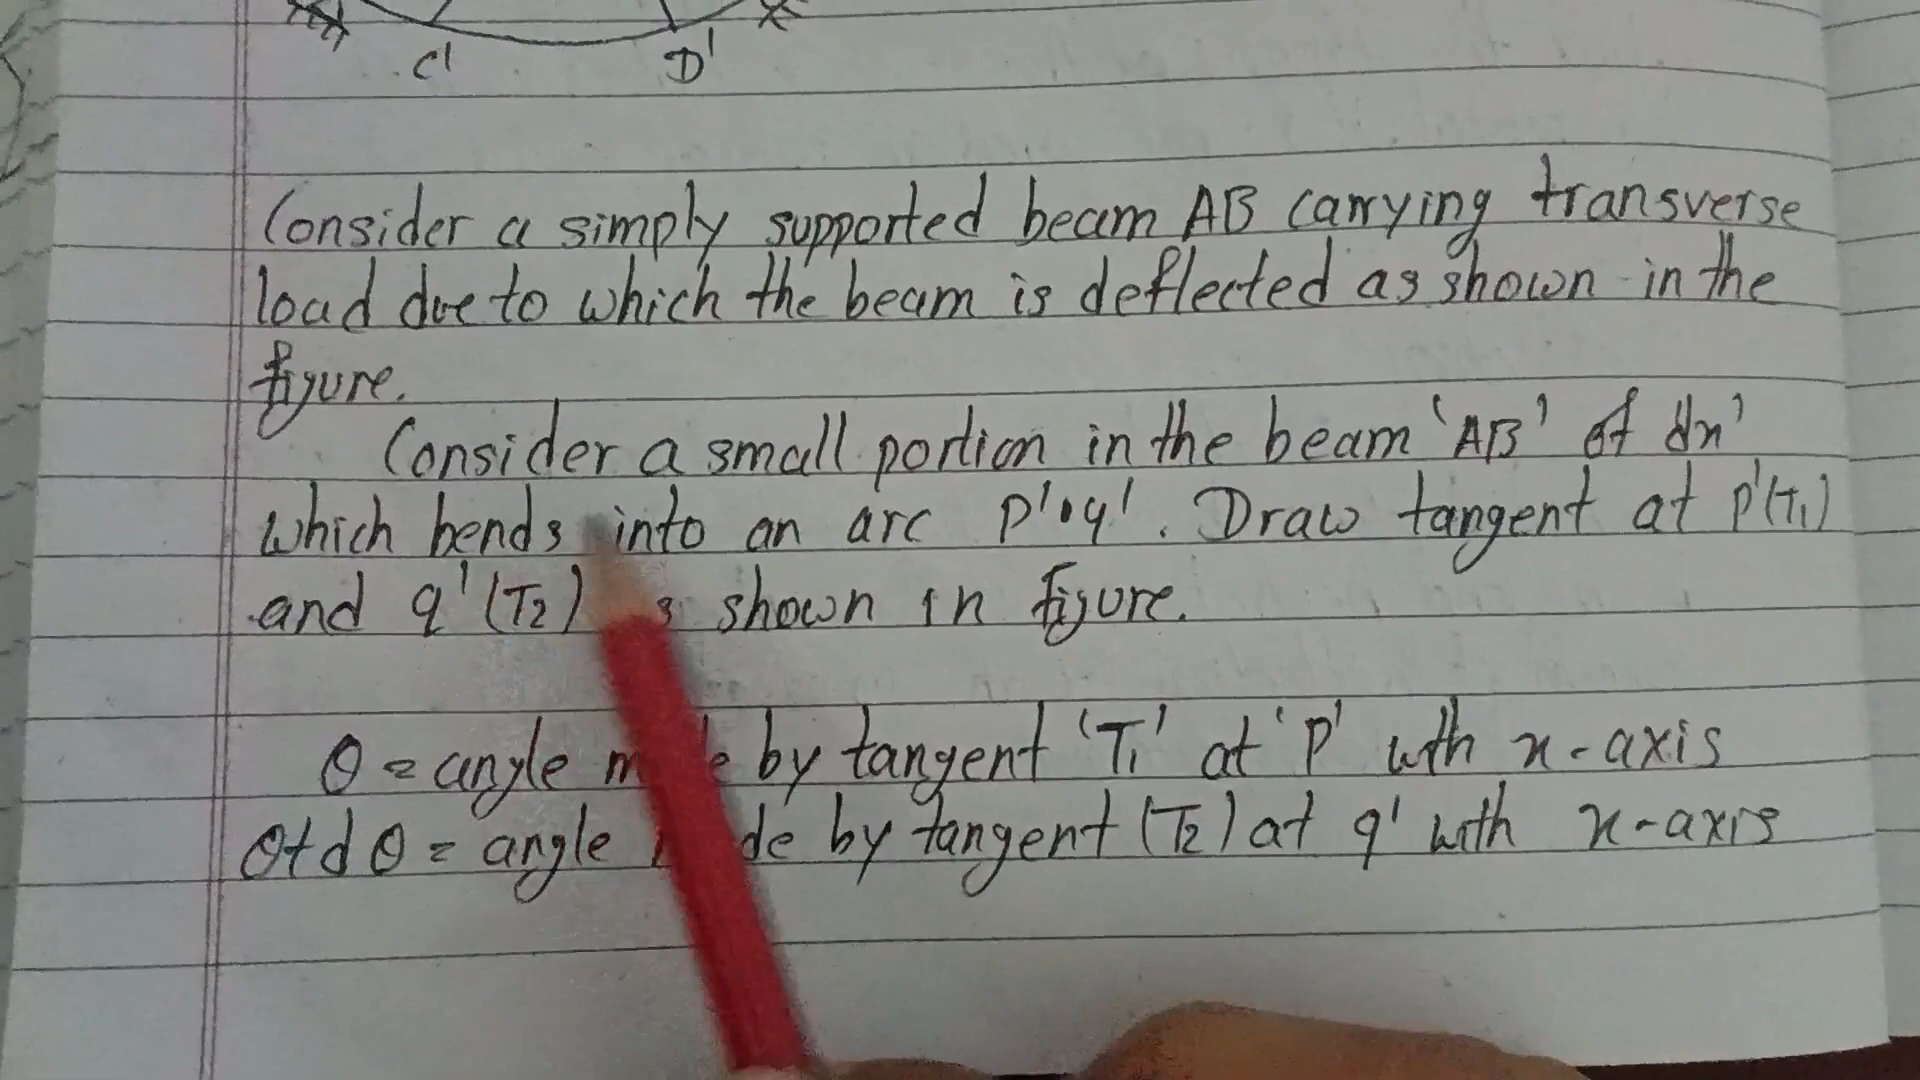 C' D'
Consider a simply supported beam AB carrying transverse
load due to which the beam is deflected as shown in the
figure.
Consider a small portion in the beam 'AB' of 'dx'
which bends into an arc p'q'. Draw tangent at p'(T1)
and q'(T2) shown in figure.
θ = angle by tangent 'T1' at 'P' wth x-axis
θ+dθ = angle by tangent (T2) at q' with x-axis